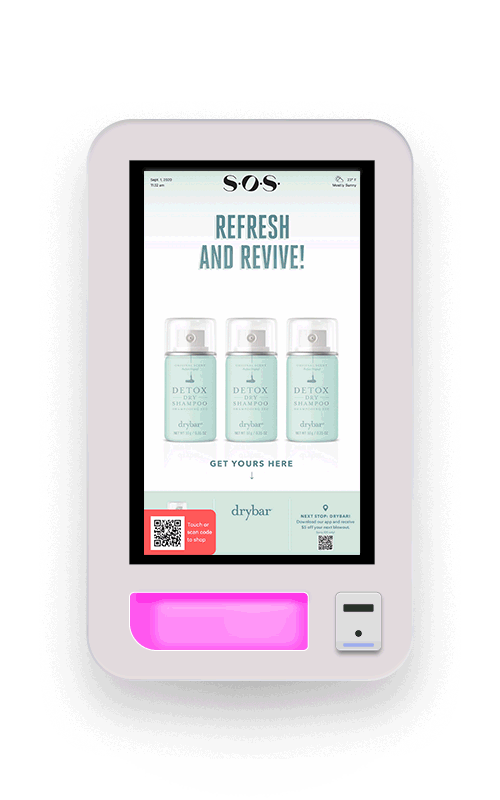 Sept. 1, 2020
11:32 am
S•O•S•
Mostly Sunny
REFRESH
AND REVIVE!
DETOX
DRY
SHAMPOO
drybar
DETOX
DRY
SHAMPOO
drybar
DETOX
DRY
SHAMPOO
drybar
GET YOURS HERE
↓
Touch or
scan code
to shop
drybar
NEXT STOP: DRYBAR!
Download our app and receive
$5 off your next blowout.